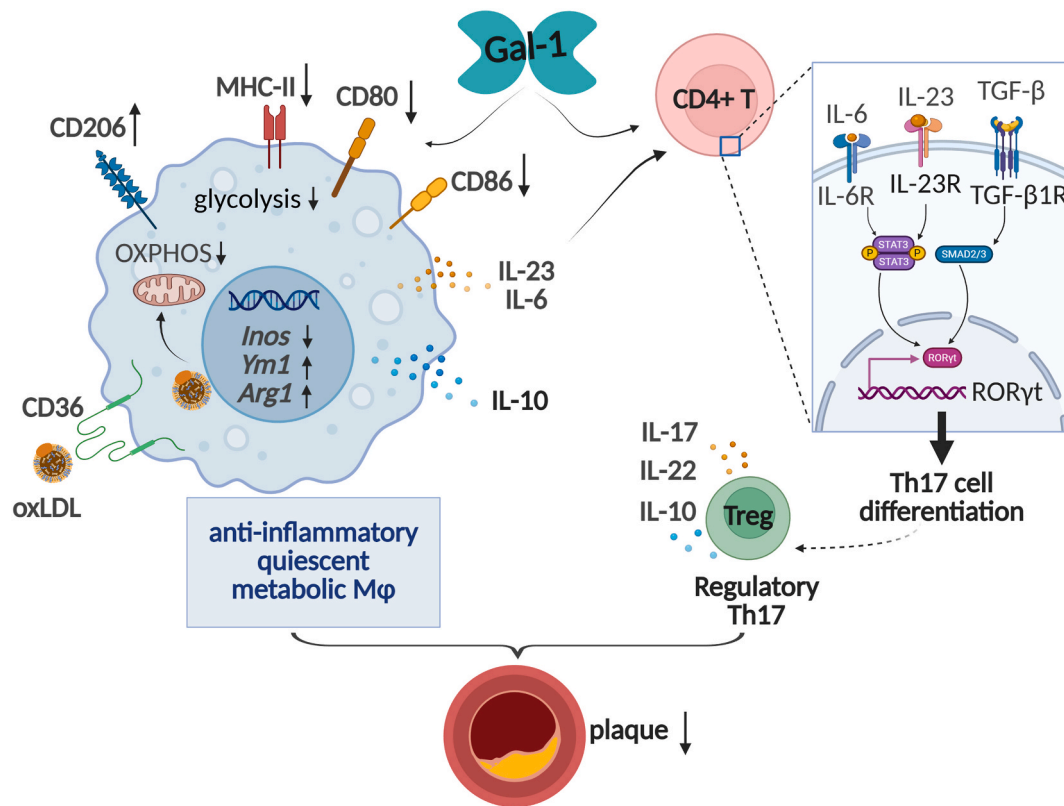 Gal-1
MHC-II
CD80
CD206
CD86
glycolysis
OXPHOS
Inos
Ym1
Arg1
IL-23
IL-6
IL-10
CD36
oxLDL
anti-inflammatory
quiescent
metabolic Mφ
CD4+ T
IL-6
IL-23
TGF-β
IL-6R
IL-23R
TGF-β1R
P
STAT3
STAT3
P
SMAD2/3
RORγt
RORγt
Th17 cell
differentiation
IL-17
IL-22
IL-10
Treg
Regulatory
Th17
plaque